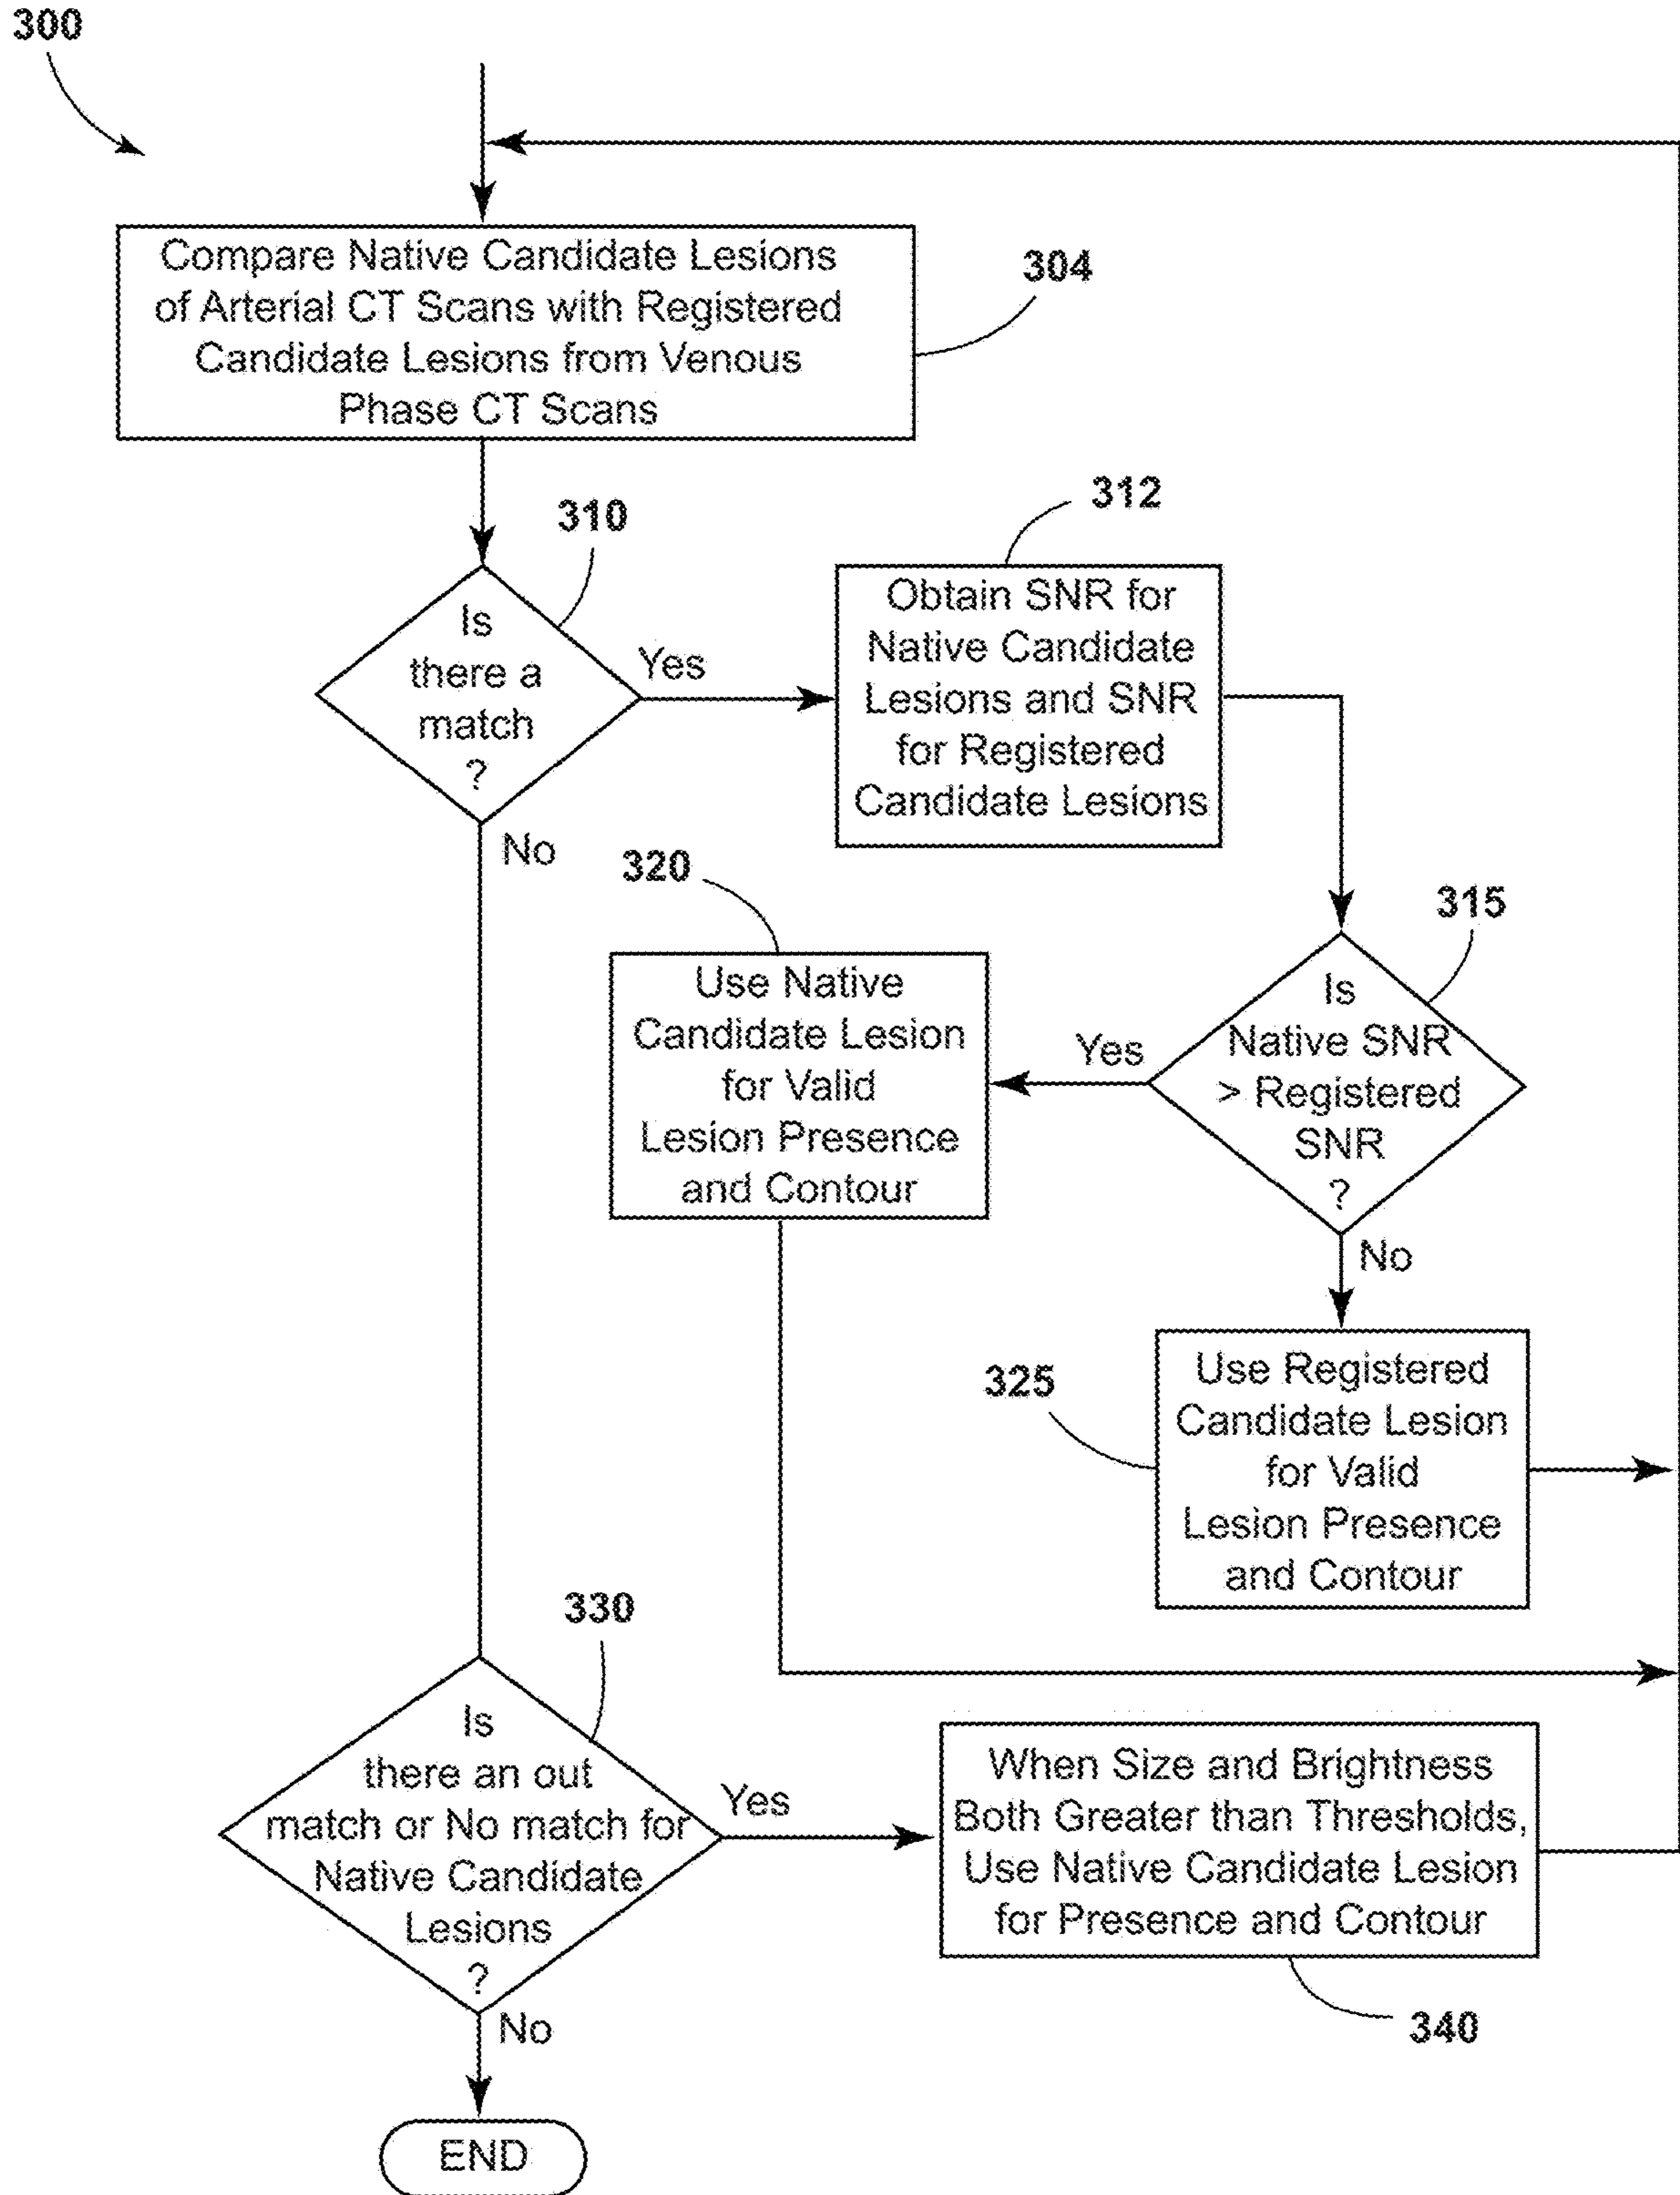 300
Compare Native Candidate Lesions
of Arterial CT Scans with Registered
Candidate Lesions from Venous
Phase CT Scans
304
310
Is
there a
match
?
Yes
No
312
Obtain SNR for
Native Candidate
Lesions and SNR
for Registered
Candidate Lesions
315
Is
Native SNR
> Registered
SNR
?
Yes
No
320
Use Native
Candidate Lesion
for Valid
Lesion Presence
and Contour
325
Use Registered
Candidate Lesion
for Valid
Lesion Presence
and Contour
330
Is
there an out
match or No match for
Native Candidate
Lesions
?
Yes
No
When Size and Brightness
Both Greater than Thresholds,
Use Native Candidate Lesion
for Presence and Contour
340
END